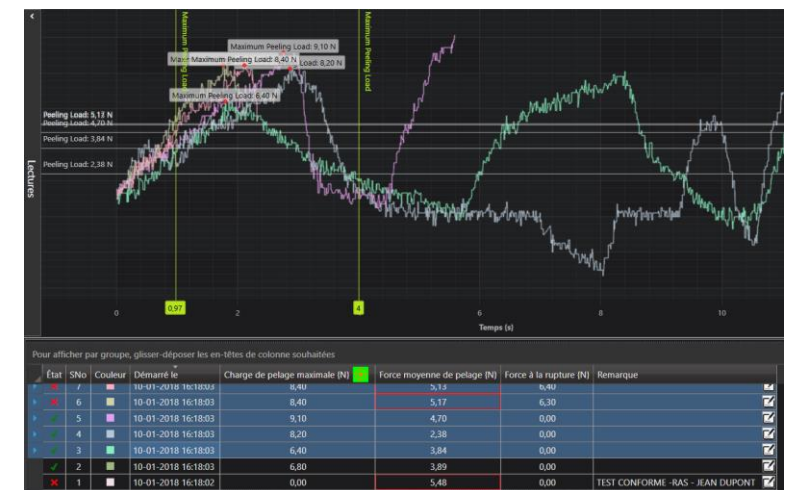 Maximum Peeling Load
Maximum Peeling Load
Maximum Peeling Load: 9,10 N
Maximum Peeling Load: 8,40 N
Load: 8,20 N
Maximum Peeling Load: 6,40 N
Peeling Load: 5,13 N
Peeling Load: 4,70 N
Peeling Load: 3,84 N
Peeling Load: 2,38 N
Lectures
0,97
4
0 2 6 8 10
Temps (s)
Pour afficher par groupe, glisser-déposer les en-têtes de colonne souhaitées
État SNo Couleur Démarré le Charge de pelage maximale (N) Force moyenne de pelage (N) Force à la rupture (N) Remarque
7 10-01-2018 16:18:03 8,40 5,13 6,40
6 10-01-2018 16:18:03 8,40 5,17 6,30
5 10-01-2018 16:18:03 9,10 4,70 0,00
4 10-01-2018 16:18:03 8,20 2,38 0,00
3 10-01-2018 16:18:03 6,40 3,84 0,00
2 10-01-2018 16:18:03 6,80 3,89 0,00
1 10-01-2018 16:18:02 0,00 5,48 0,00 TEST CONFORME -RAS - JEAN DUPONT